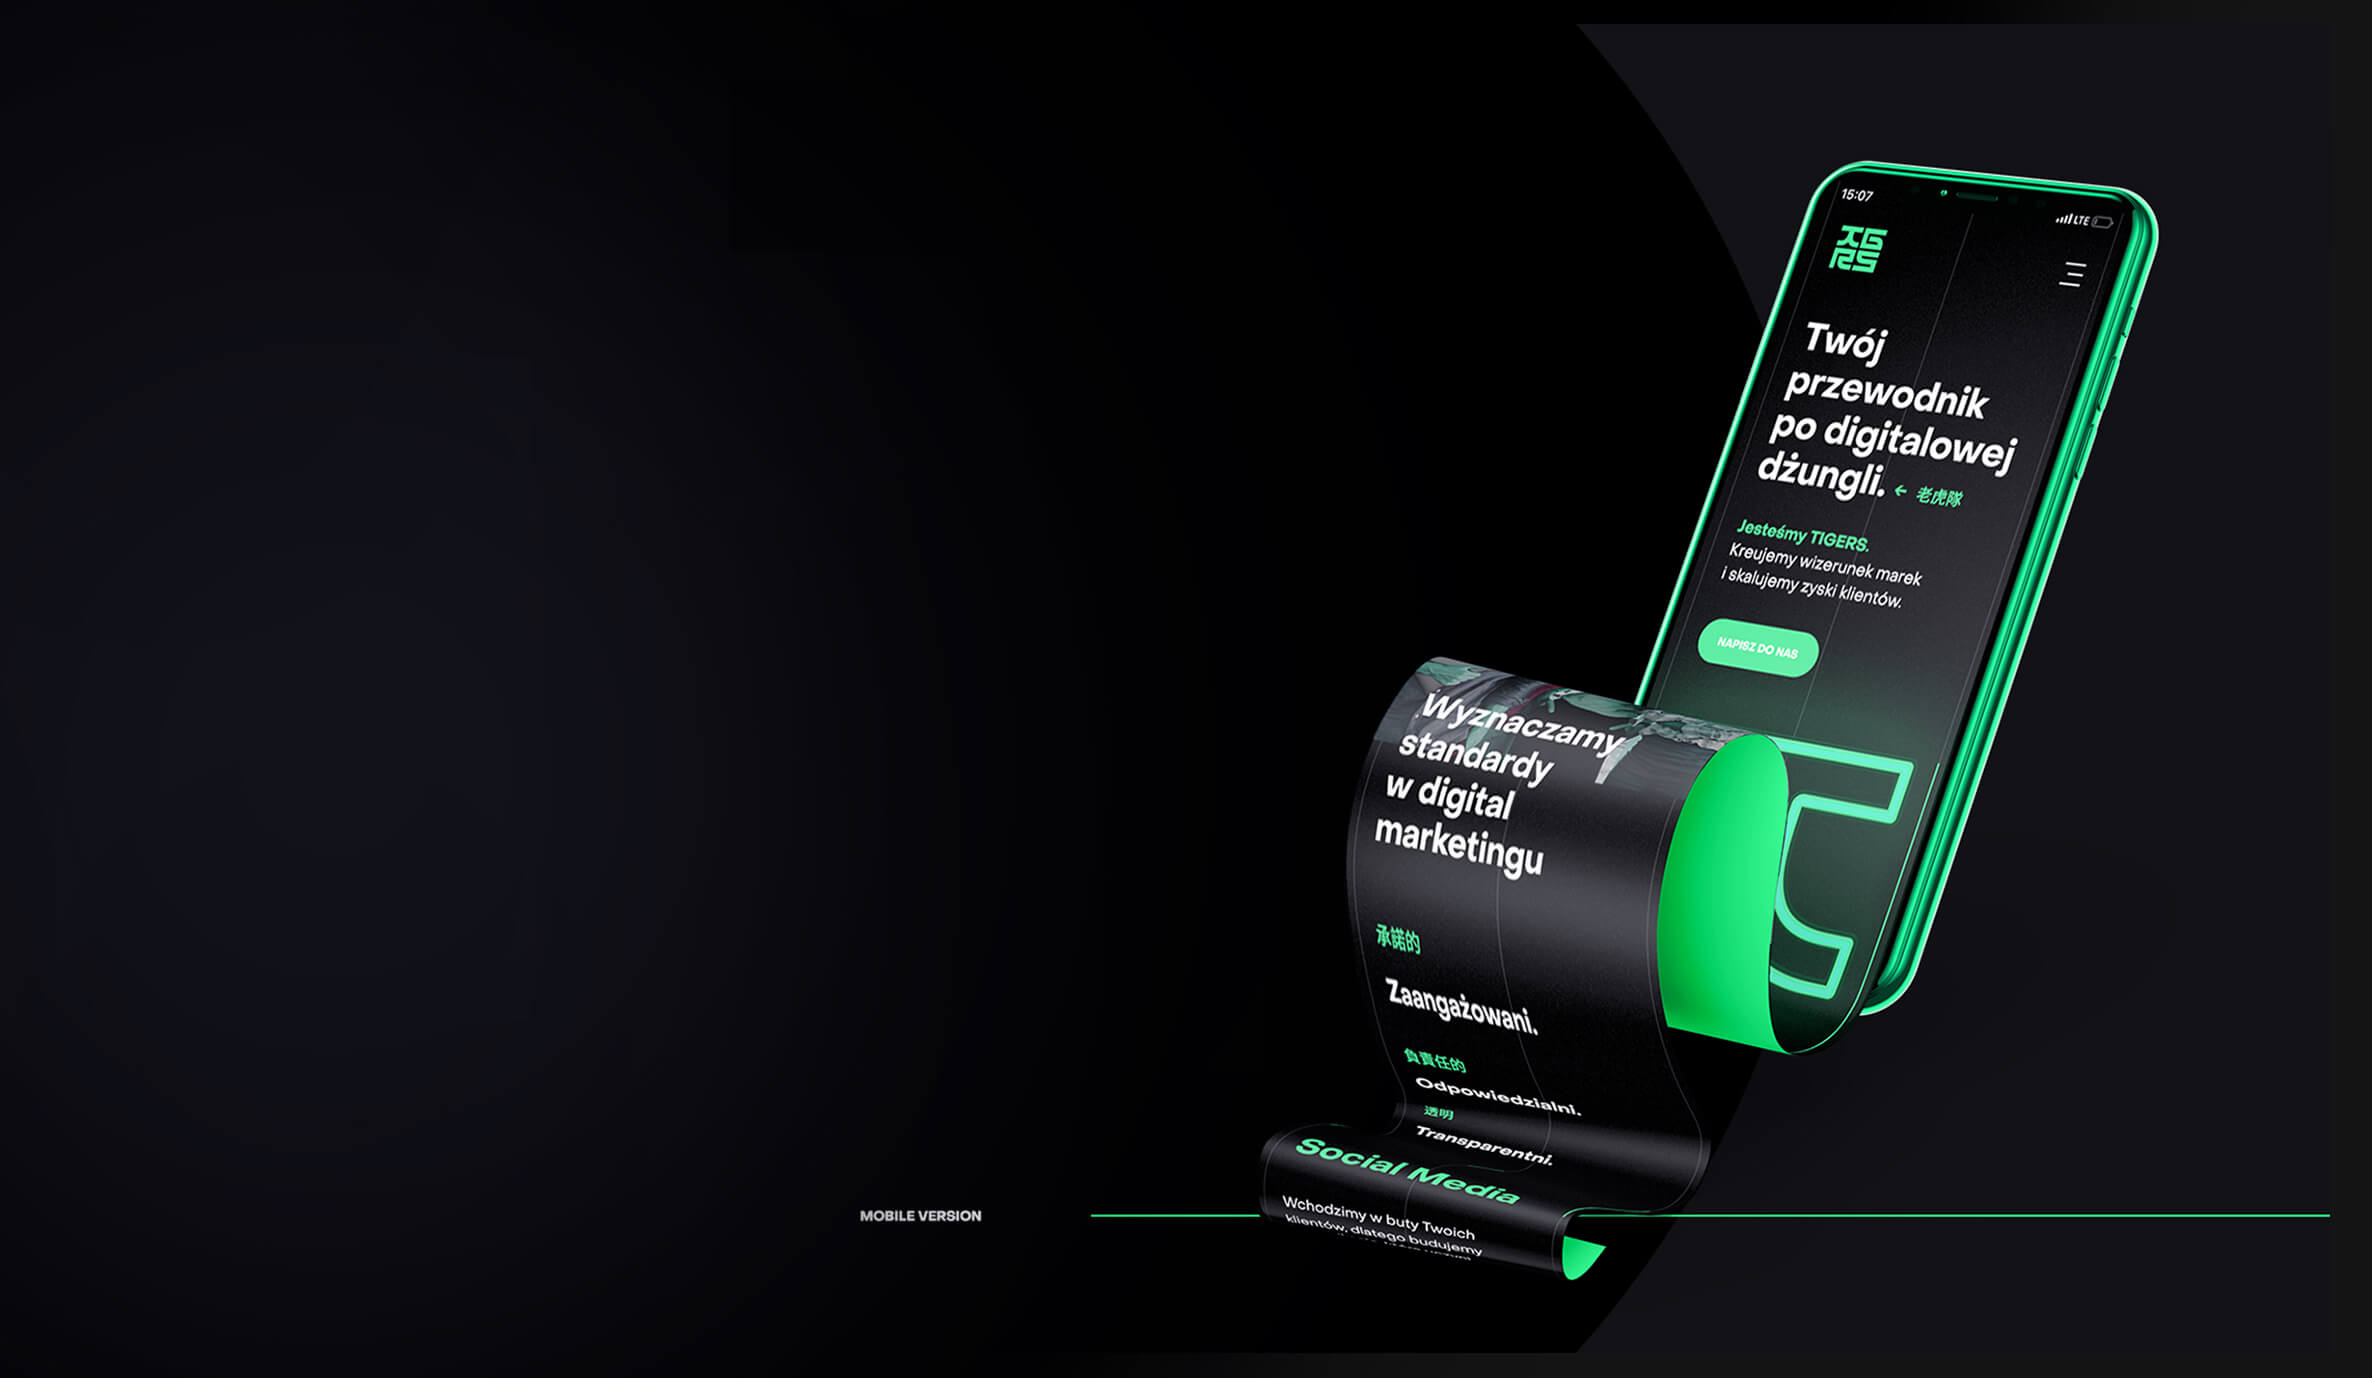 15:07
LTE
TGRS
Twój
przewodnik
po digitalowej
dżungli. ← 老虎隊
Jesteśmy TIGERS.
Kreujemy wizerunek marek
i skalujemy zyski klientów.
NAPISZ DO NAS
Wyznaczamy
standardy
w digital
marketingu
承諾的
Zaangażowani.
負責任的
Odpowiedzialni.
透明
Transparentni.
Social Media
Wchodzimy w buty Twoich
klientów, dlatego budujemy
MOBILE VERSION